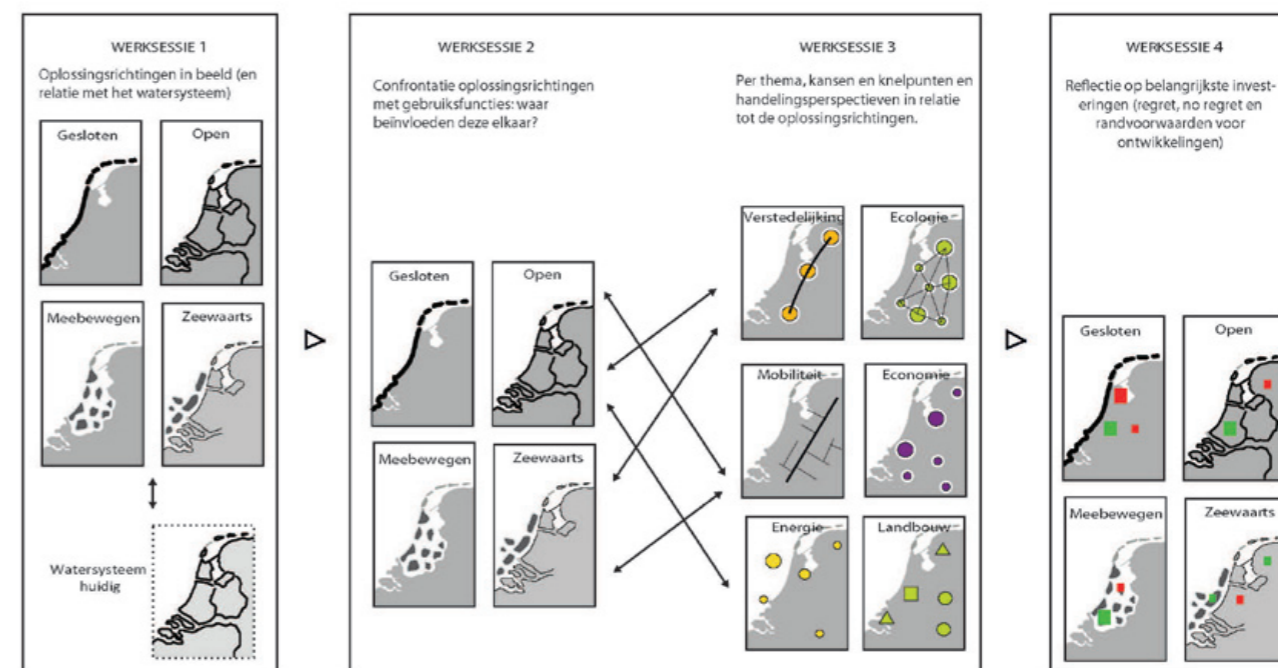 WERKSESSIE 1
Oplossingsrichtingen in beeld (en
relatie met het watersysteem)
Gesloten
Open
Meebewegen
Zeewaarts
Watersysteem
huidig
WERKSESSIE 2
Confrontatie oplossingsrichtingen
met gebruiksfuncties: waar
beïnvloeden deze elkaar?
Gesloten
Open
Meebewegen
Zeewaarts
WERKSESSIE 3
Per thema, kansen en knelpunten en
handelingsperspectieven in relatie
tot de oplossingsrichtingen.
Verstedelijking
Ecologie
Mobiliteit
Economie
Energie
Landbouw
WERKSESSIE 4
Reflectie op belangrijkste invest-
eringen (regret, no regret en
randvoorwaarden voor
ontwikkelingen)
Gesloten
Open
Meebewegen
Zeewaarts